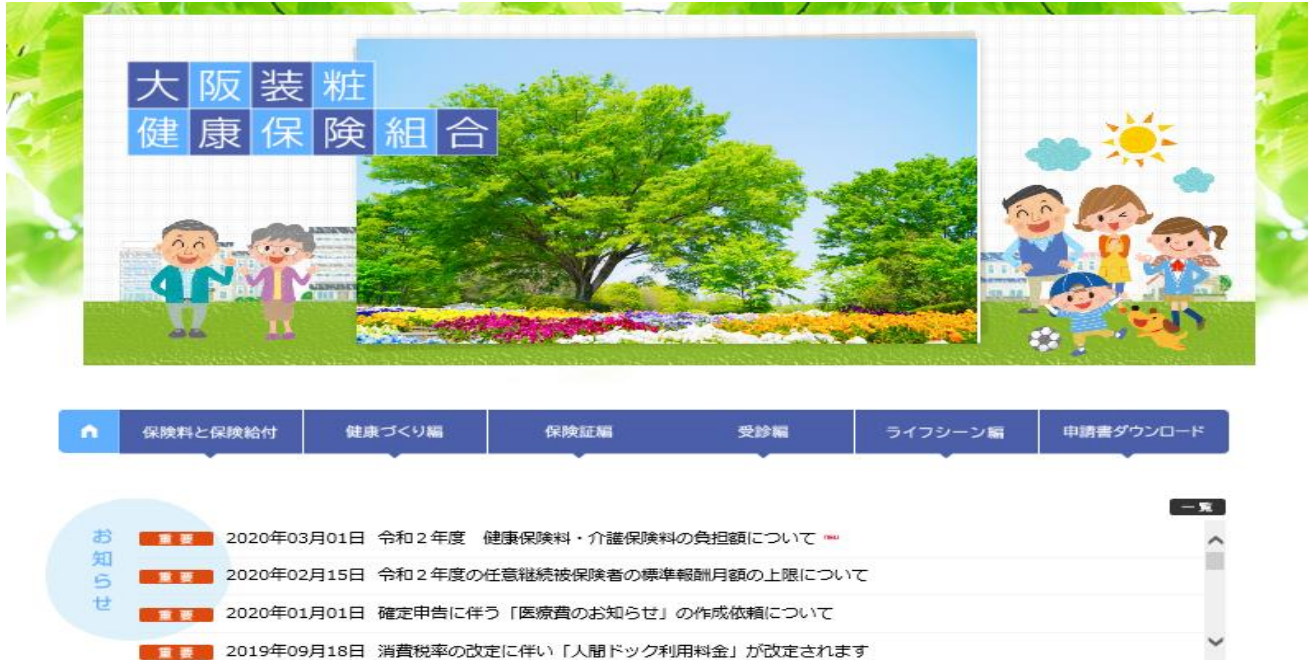 大阪装粧
健康保険組合
保険料と保険給付 健康づくり編 保険証編 受診編 ライフシーン編 申請書ダウンロード
一覧
お知らせ
重要 2020年03月01日 令和2年度 健康保険料・介護保険料の負担額について new
重要 2020年02月15日 令和2年度の任意継続被保険者の標準報酬月額の上限について
重要 2020年01月01日 確定申告に伴う「医療費のお知らせ」の作成依頼について
重要 2019年09月18日 消費税率の改定に伴い「人間ドック利用料金」が改定されます